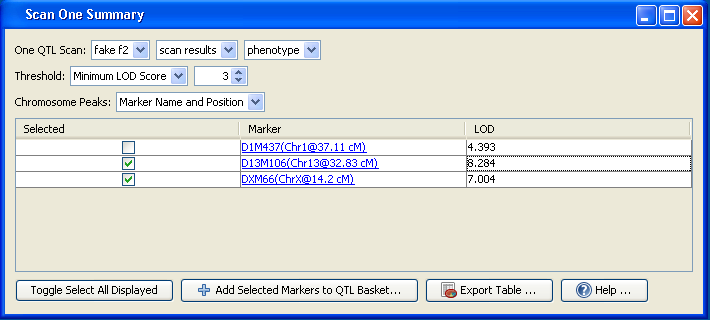 Scan One Summary
One QTL Scan: fake f2 scan results phenotype
Threshold: Minimum LOD Score 3
Chromosome Peaks: Marker Name and Position
Selected Marker LOD
D1M437(Chr1@37.11 cM) 4.393
D13M106(Chr13@32.83 cM) 8.284
DXM66(ChrX@14.2 cM) 7.004
Toggle Select All Displayed Add Selected Markers to QTL Basket... Export Table ... Help ...